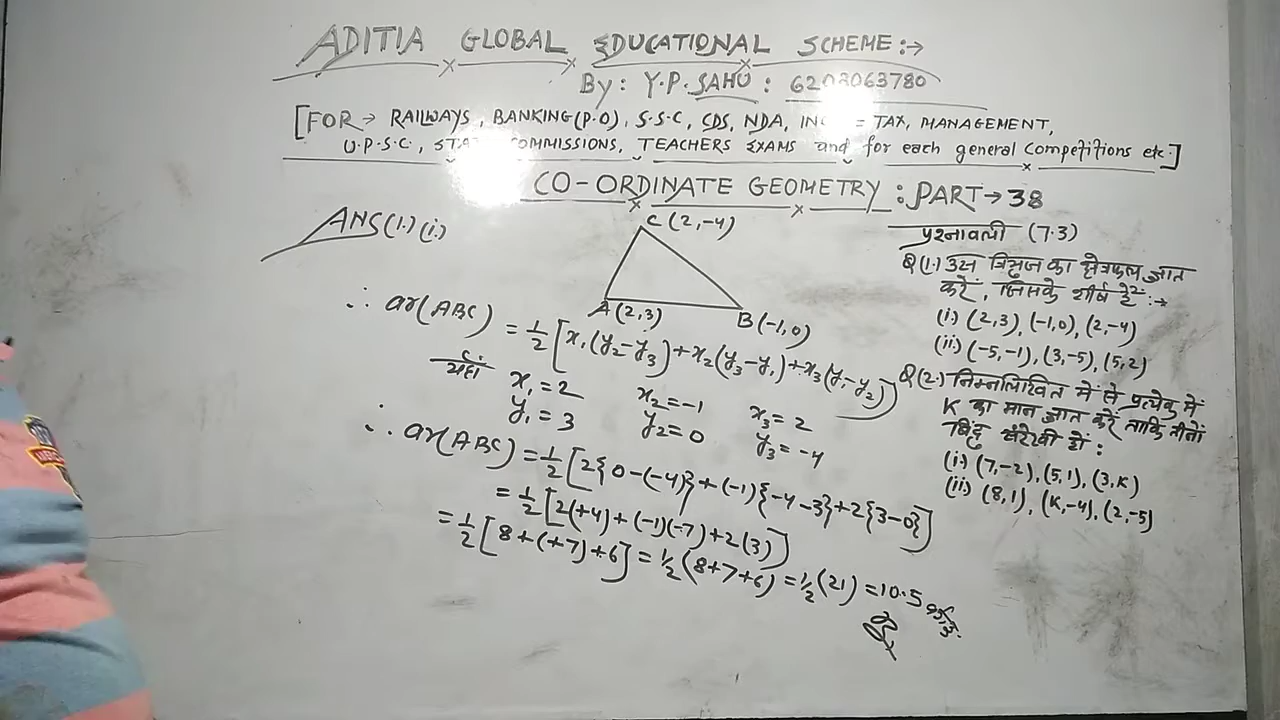 ADITIA GLOBAL EDUCATIONAL SCHEME :→
By: Y.P. SAHU : 6203063780
[FOR → RAILWAYS, BANKING(P.O), S.S.C, CDS, NDA, = TAX, MANAGEMENT,
U.P.S.C., COMMISSIONS, TEACHERS EXAMS and for each general Competitions etc.]
CO-ORDINATE GEOMETRY : PART → 38
ANS(1.) (i.)
C (2,-4)
A (2,3)
B (-1,0)
∴ ar(ABC) = 1/2 [x₁(y₂-y₃)+x₂(y₃-y₁)+x₃(y₁-y₂)]
यहाँ
x₁=2 x₂=-1 x₃=2
y₁=3 y₂=0 y₃=-4
∴ ar(ABC) = 1/2 [2{0-(-4)}+(-1){-4-3}+2{3-0}]
= 1/2 [2(+4)+(-1)(-7)+2(3)]
= 1/2 [8+(+7)+6] = 1/2 (8+7+6) = 1/2 (21) = 10.5
प्रश्नावली (7.3)
Q(1.) उस त्रिभुज का क्षेत्रफल ज्ञात
करें, जिसके शीर्ष हैं :→
(i.) (2,3), (-1,0), (2,-4)
(ii.) (-5,-1), (3,-5), (5,2)
Q(2.) निम्नलिखित में से प्रत्येक में
K का मान ज्ञात करें ताकि तीनों
बिंदु संरेखी हों :
(i.) (7,-2), (5,1), (3,K)
(ii.) (8,1), (K,-4), (2,-5)